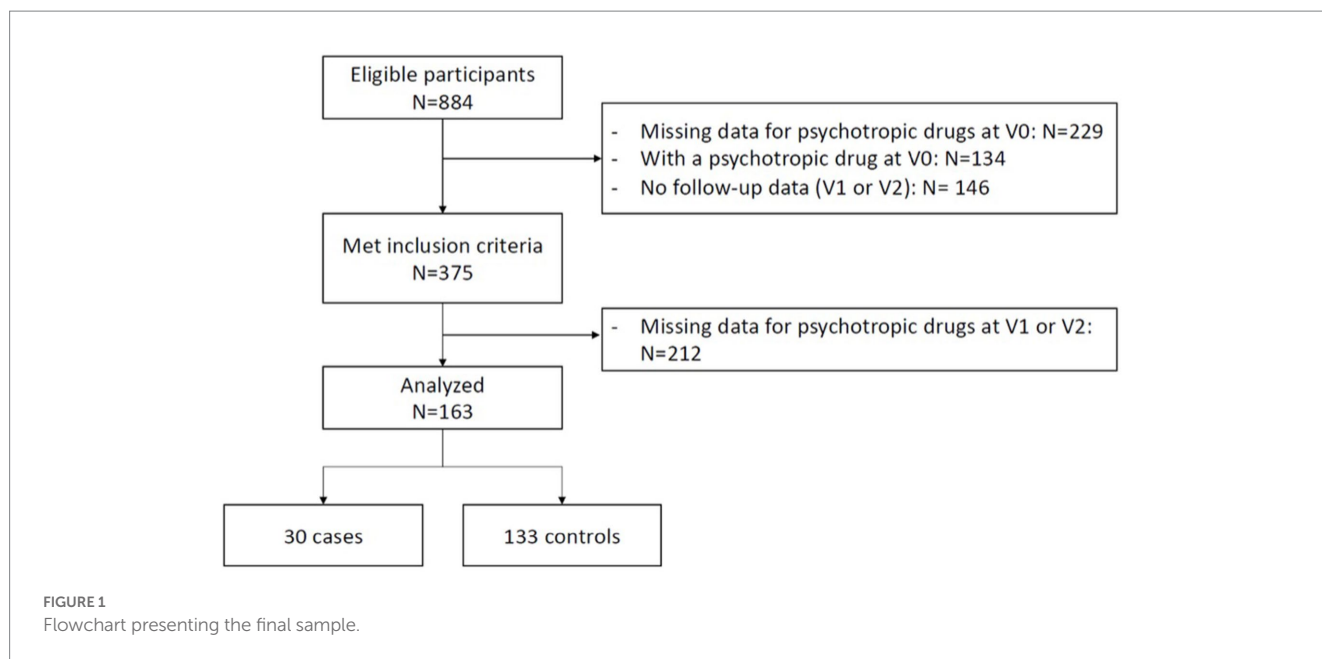 Eligible participants
N=884
- Missing data for psychotropic drugs at V0: N=229
- With a psychotropic drug at V0: N=134
- No follow-up data (V1 or V2): N= 146
Met inclusion criteria
N=375
- Missing data for psychotropic drugs at V1 or V2:
N=212
Analyzed
N=163
30 cases
133 controls
FIGURE 1
Flowchart presenting the final sample.